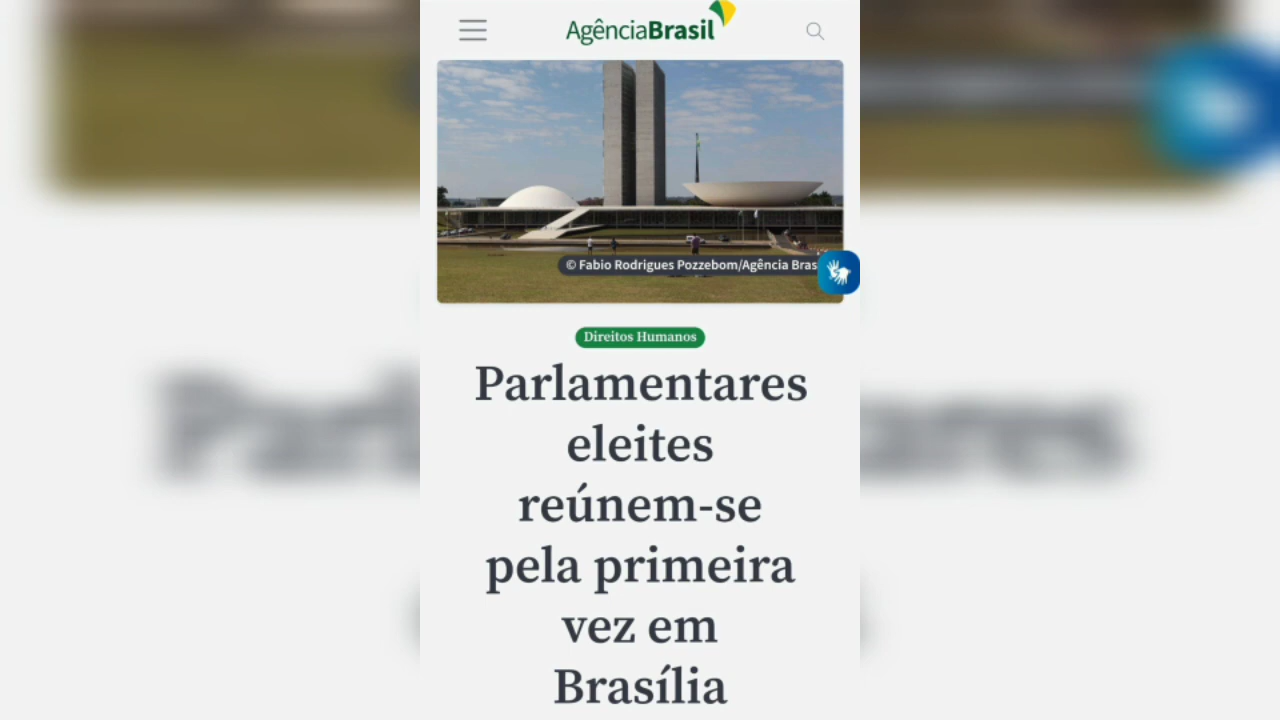 AgênciaBrasil
© Fabio Rodrigues Pozzebom/Agência Bras
Direitos Humanos
Parlamentares
eleites
reúnem-se
pela primeira
vez em
Brasília